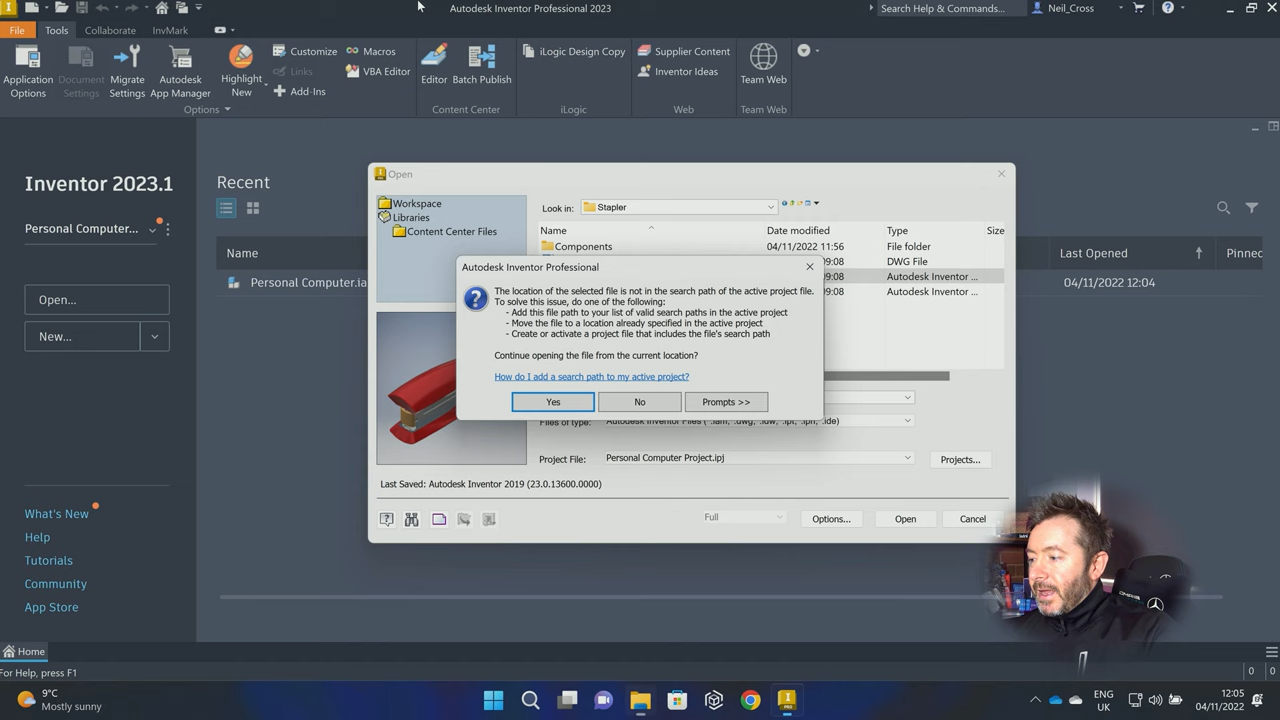 Autodesk Inventor Professional 2023
Search Help & Commands...
Neil_Cross
File
Tools
Collaborate
InvMark
Application Options
Document Settings
Migrate Settings
Autodesk App Manager
Highlight New
Customize
Links
Add-Ins
Macros
VBA Editor
Editor
Batch Publish
iLogic Design Copy
Supplier Content
Inventor Ideas
Team Web
Options
Content Center
iLogic
Web
Team Web
Inventor 2023.1
Personal Computer...
Open...
New...
What's New
Help
Tutorials
Community
App Store
Recent
Name
Last Opened
Pinned
Personal Computer.ia
04/11/2022 12:04
Open
Workspace
Libraries
Content Center Files
Look in:
Stapler
Name
Date modified
Type
Size
Components
04/11/2022 11:56
File folder
09:08
DWG File
09:08
Autodesk Inventor ...
09:08
Autodesk Inventor ...
Autodesk Inventor Professional
The location of the selected file is not in the search path of the active project file.
To solve this issue, do one of the following:
- Add this file path to your list of valid search paths in the active project
- Move the file to a location already specified in the active project
- Create or activate a project file that includes the file's search path
Continue opening the file from the current location?
How do I add a search path to my active project?
Yes
No
Prompts >>
Files of type:
Autodesk Inventor Files (*.iam, *.dwg, *.idw, *.ipt, *.ipn, *.ide)
Project File:
Personal Computer Project.ipj
Projects...
Last Saved: Autodesk Inventor 2019 (23.0.13600.0000)
Full
Options...
Open
Cancel
Home
For Help, press F1
0
0
9°C
Mostly sunny
PRO
ENG
UK
12:05
04/11/2022